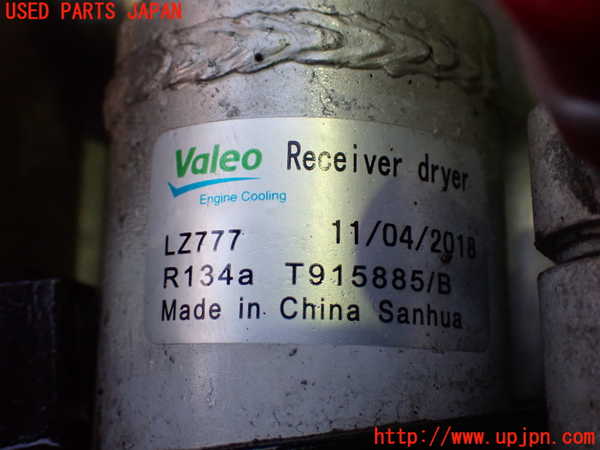 USED PARTS JAPAN
Valeo Receiver dryer
Engine Cooling
LZ777 11/04/2018
R134a T915885/B
Made in China Sanhua
http://www.upjpn.com/